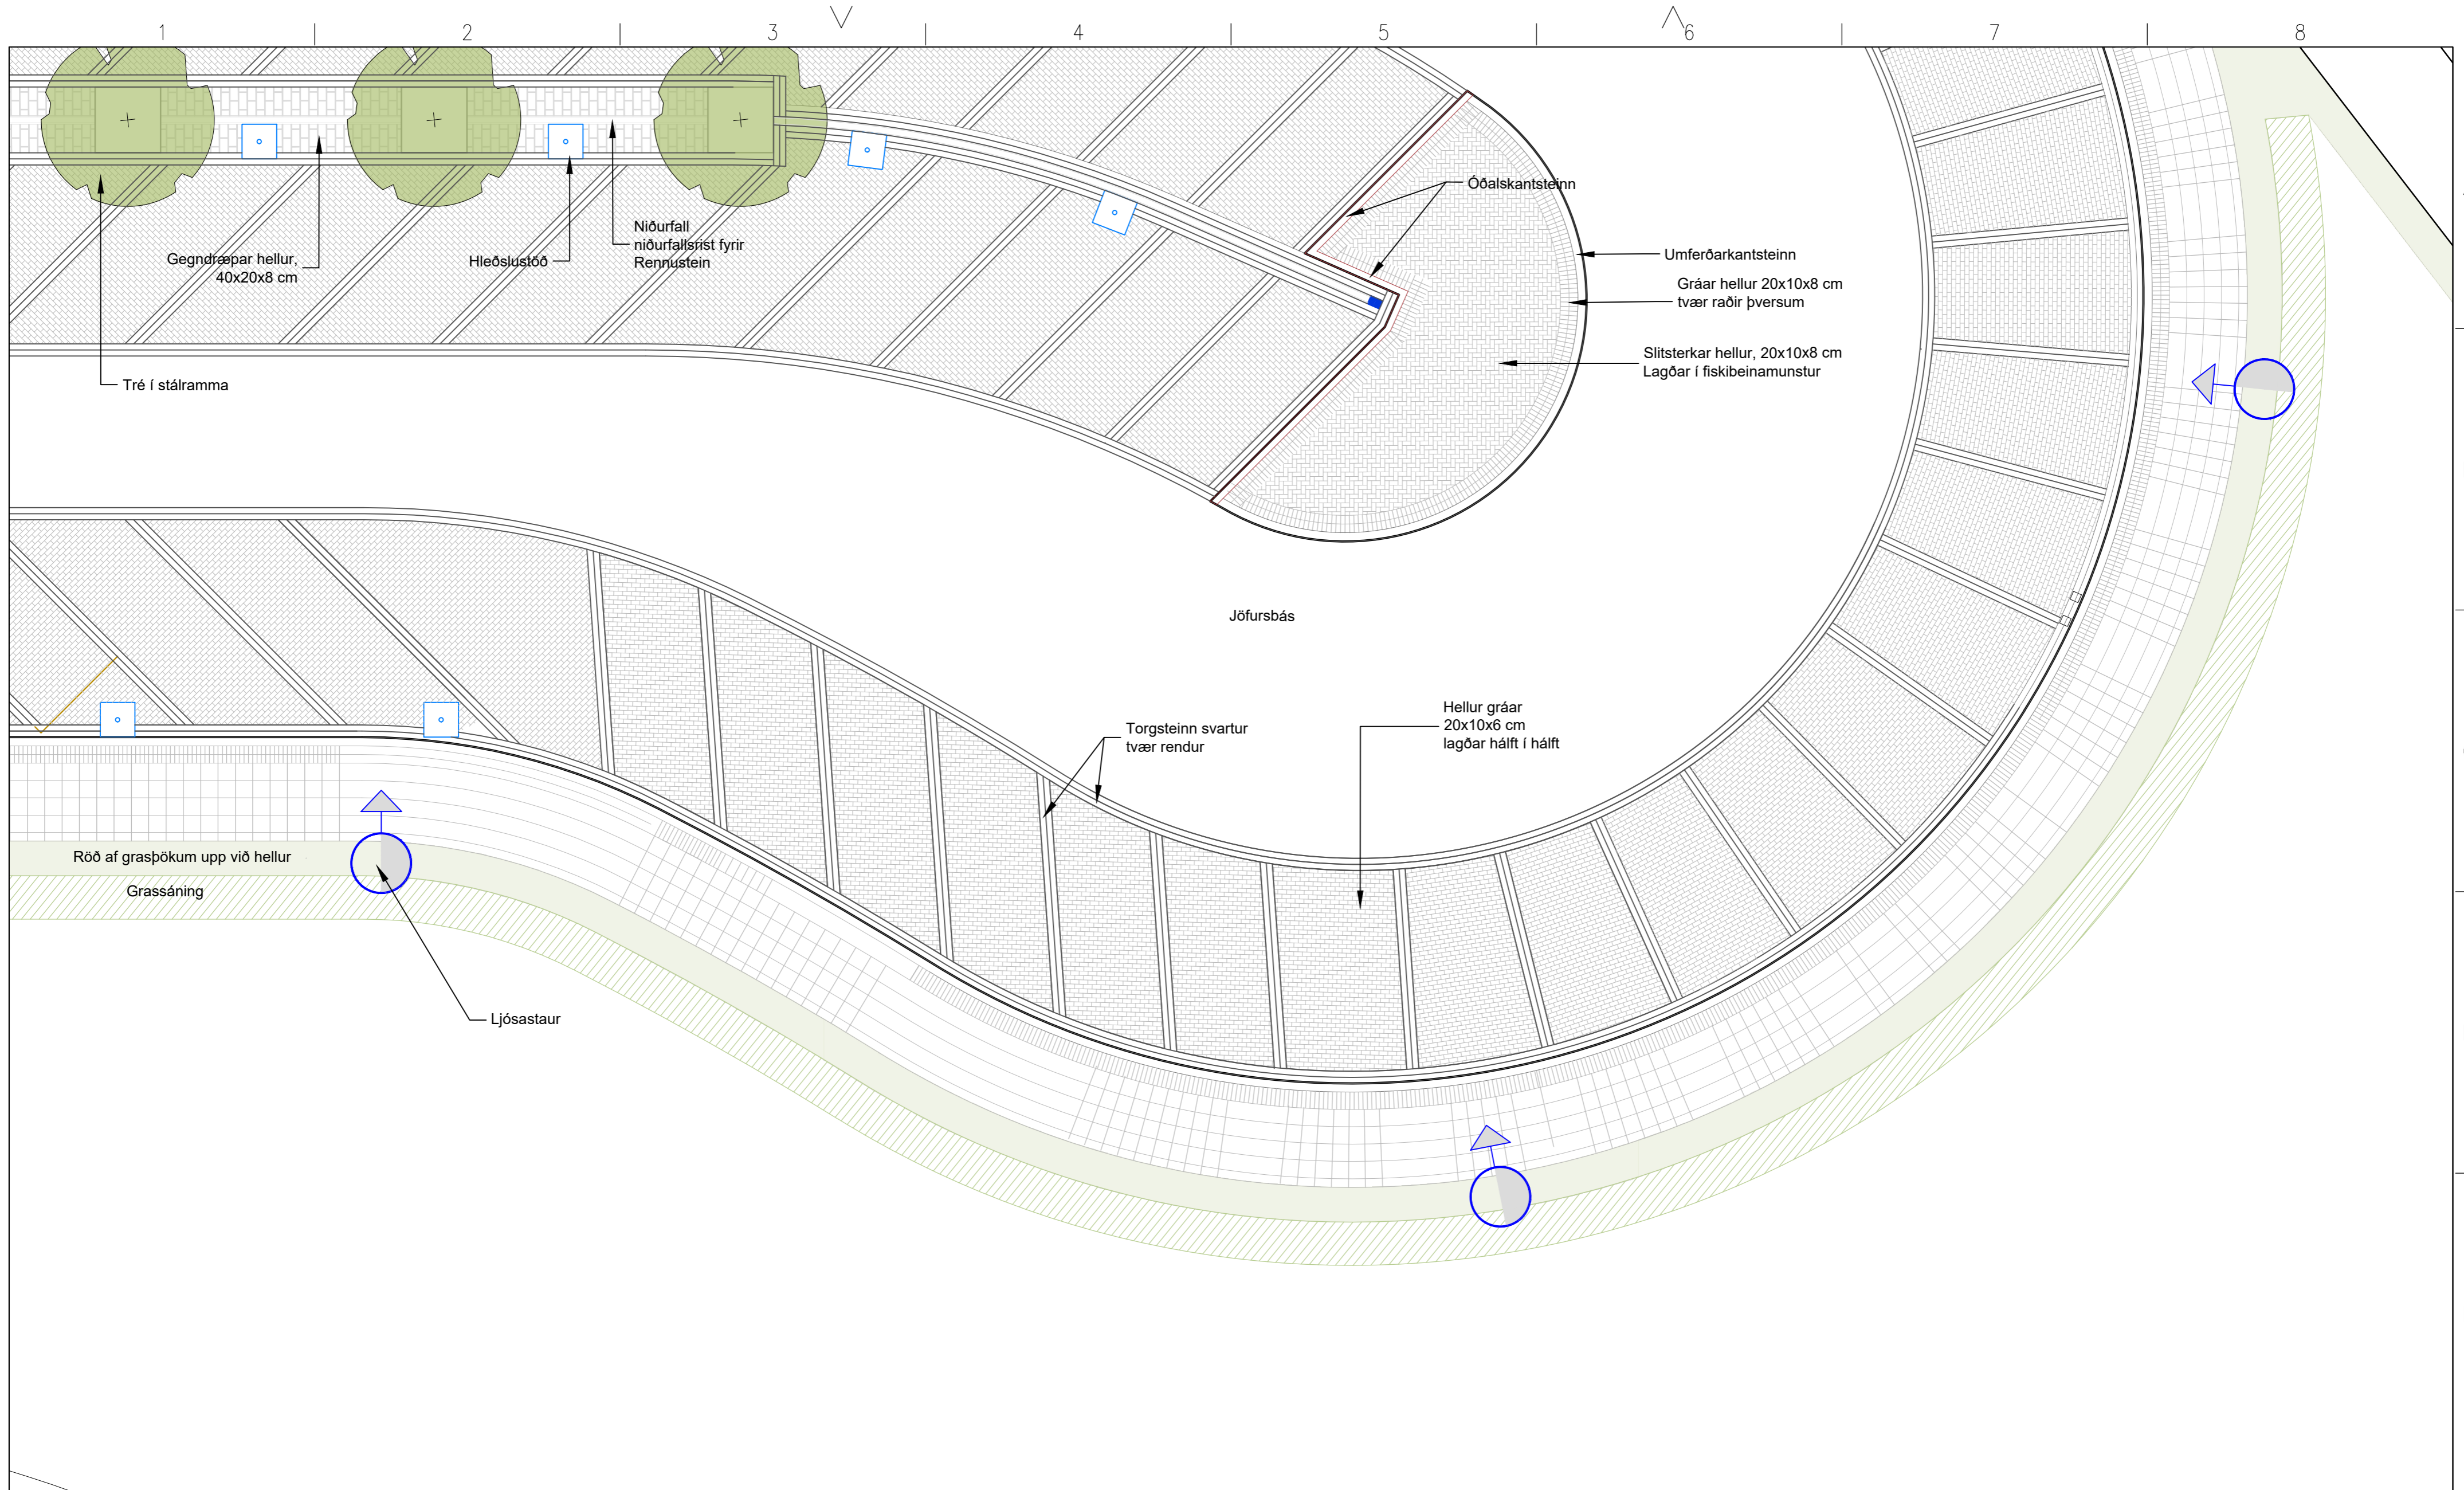 1 2 3 4 5 6 7 8
Óðalskantsteinn
Niðurfall
niðurfallsrist fyrir
Rennustein
Gegndræpar hellur,
40x20x8 cm
Hleðslustöð
Umferðarkantsteinn
Gráar hellur 20x10x8 cm
tvær raðir þversum
Slitsterkar hellur, 20x10x8 cm
Lagðar í fiskibeinamunstur
Tré í stálramma
Jöfursbás
Hellur gráar
20x10x6 cm
lagðar hálft í hálft
Torgsteinn svartur
tvær rendur
Röð af grasþökum upp við hellur
Grassáning
Ljósastaur